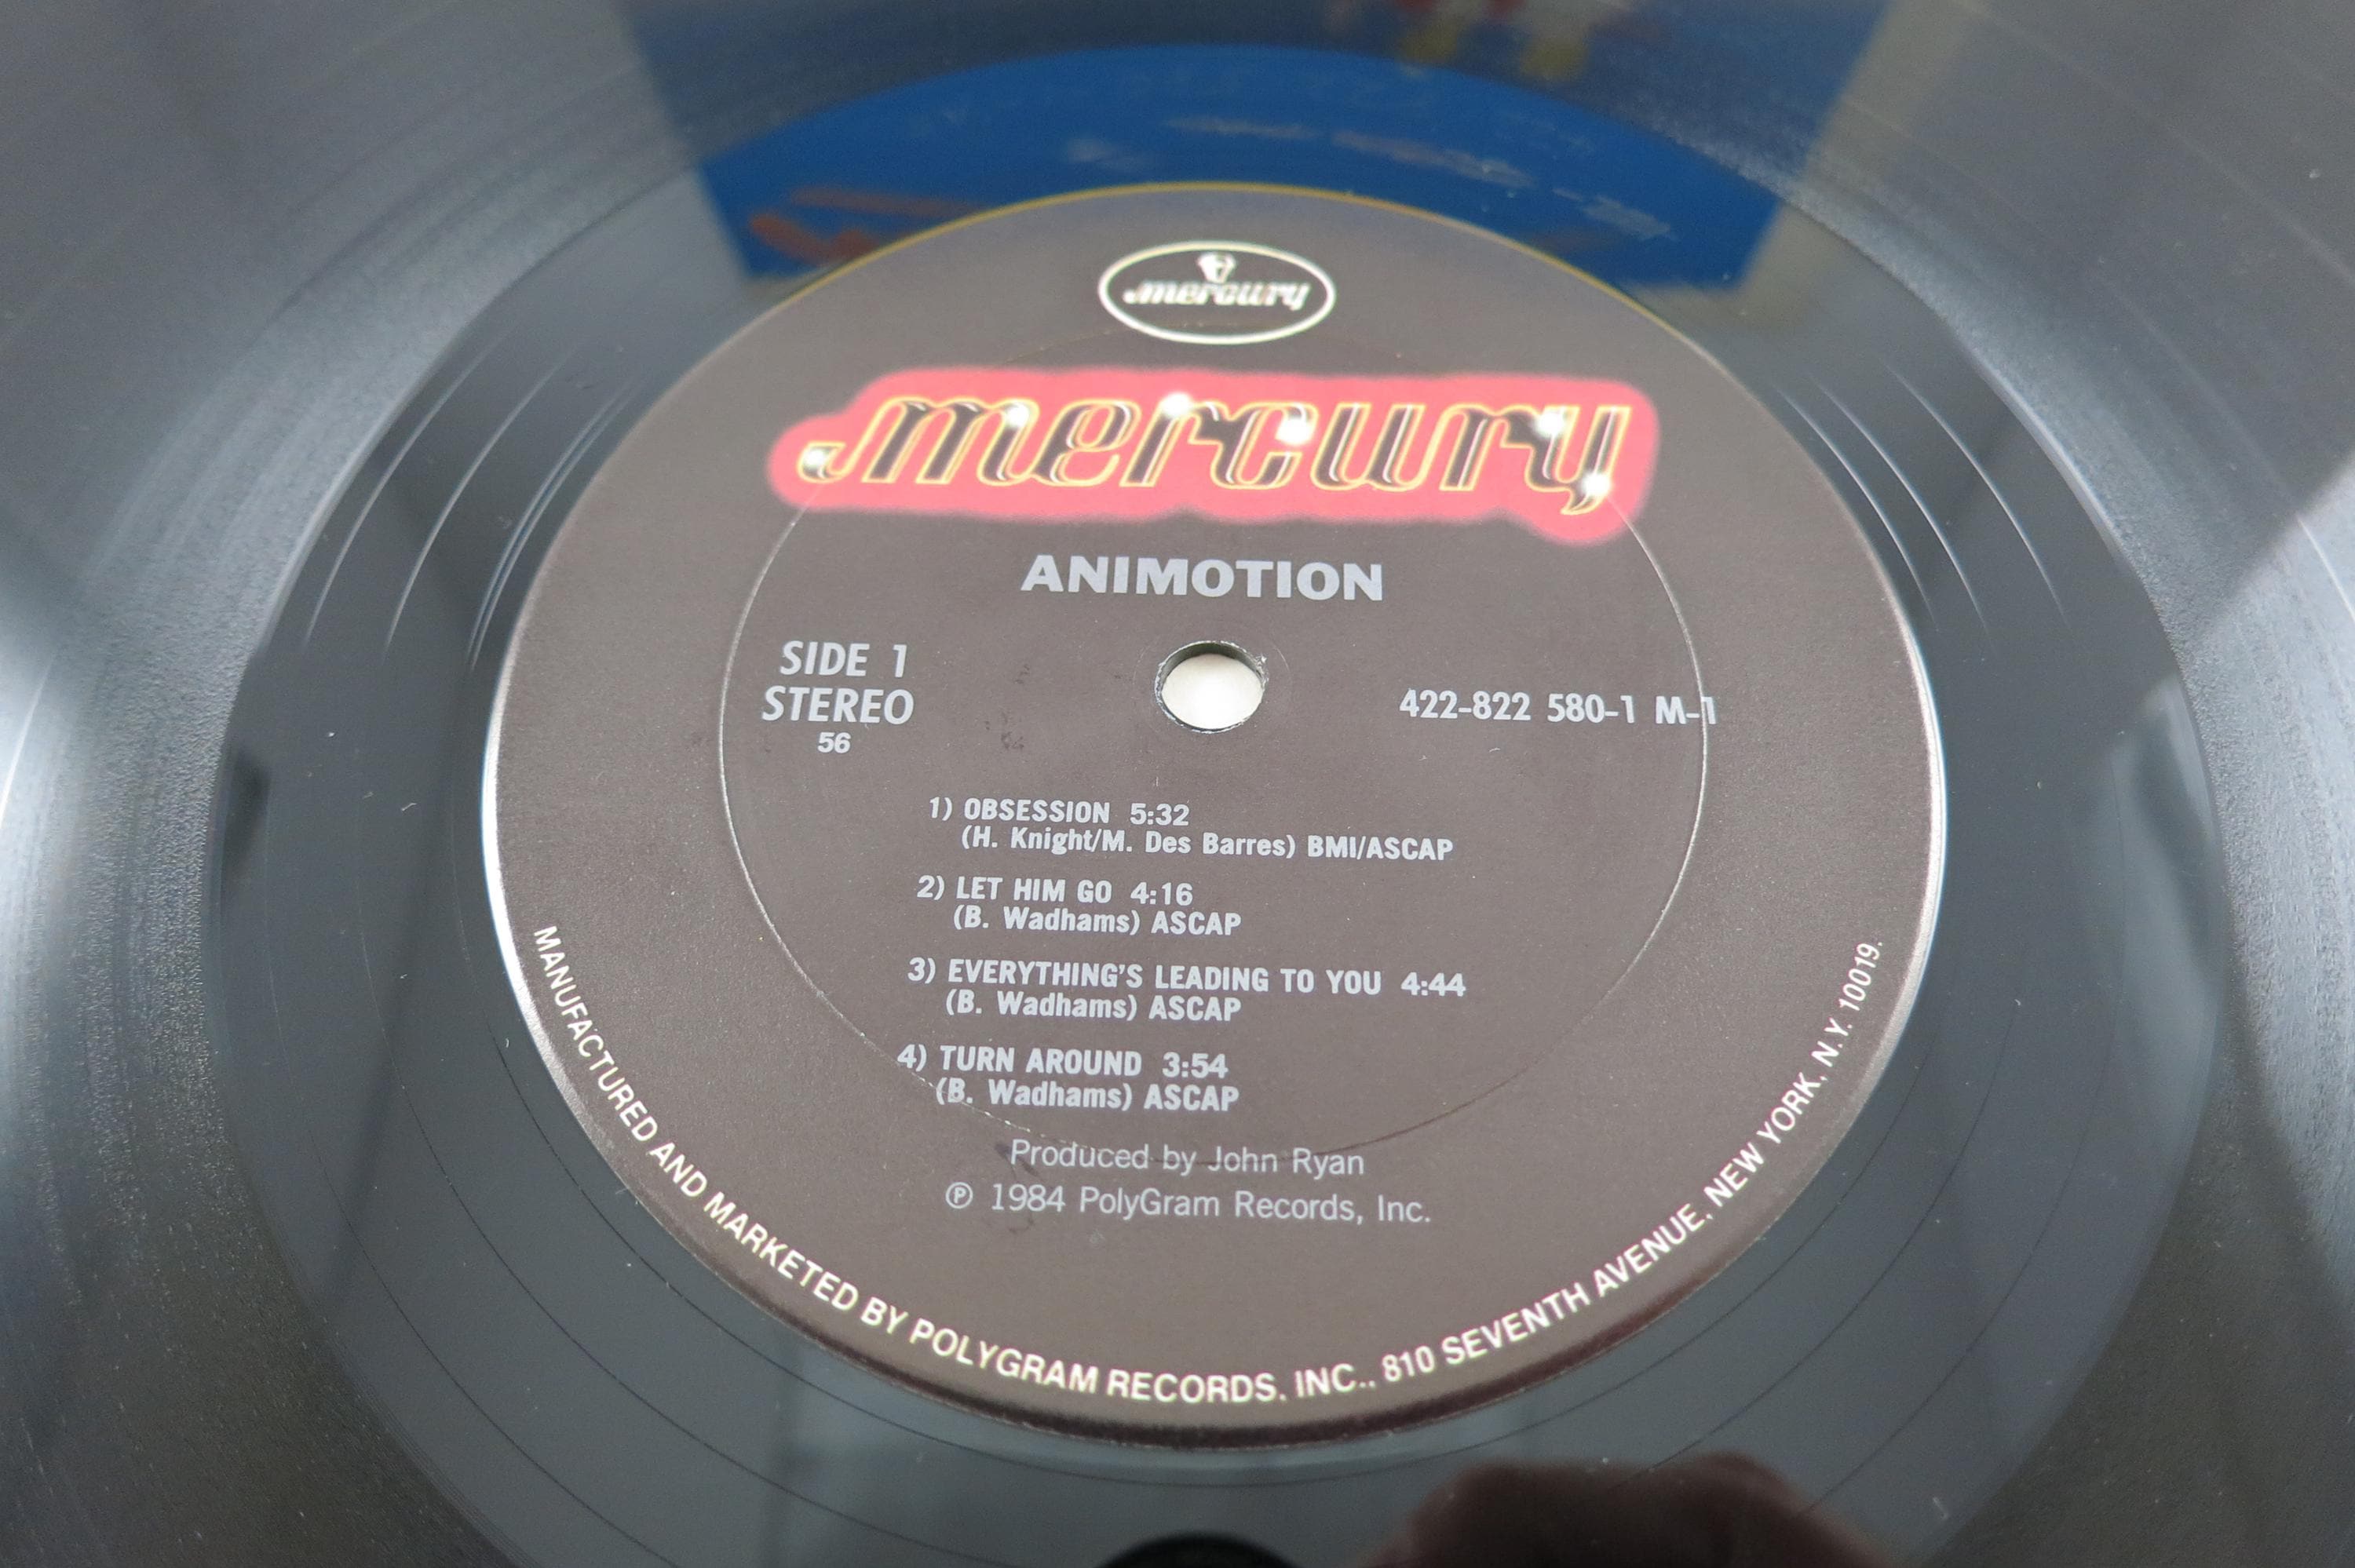 mercury
mercury
ANIMOTION
SIDE 1
STEREO
56
422-822 580-1 M-1
1) OBSESSION 5:32
(H. Knight/M. Des Barres) BMI/ASCAP
2) LET HIM GO 4:16
(B. Wadhams) ASCAP
3) EVERYTHING'S LEADING TO YOU 4:44
(B. Wadhams) ASCAP
4) TURN AROUND 3:54
(B. Wadhams) ASCAP
Produced by John Ryan
℗ 1984 PolyGram Records, Inc.
MANUFACTURED AND MARKETED BY POLYGRAM RECORDS, INC., 810 SEVENTH AVENUE, NEW YORK, N.Y. 10019.